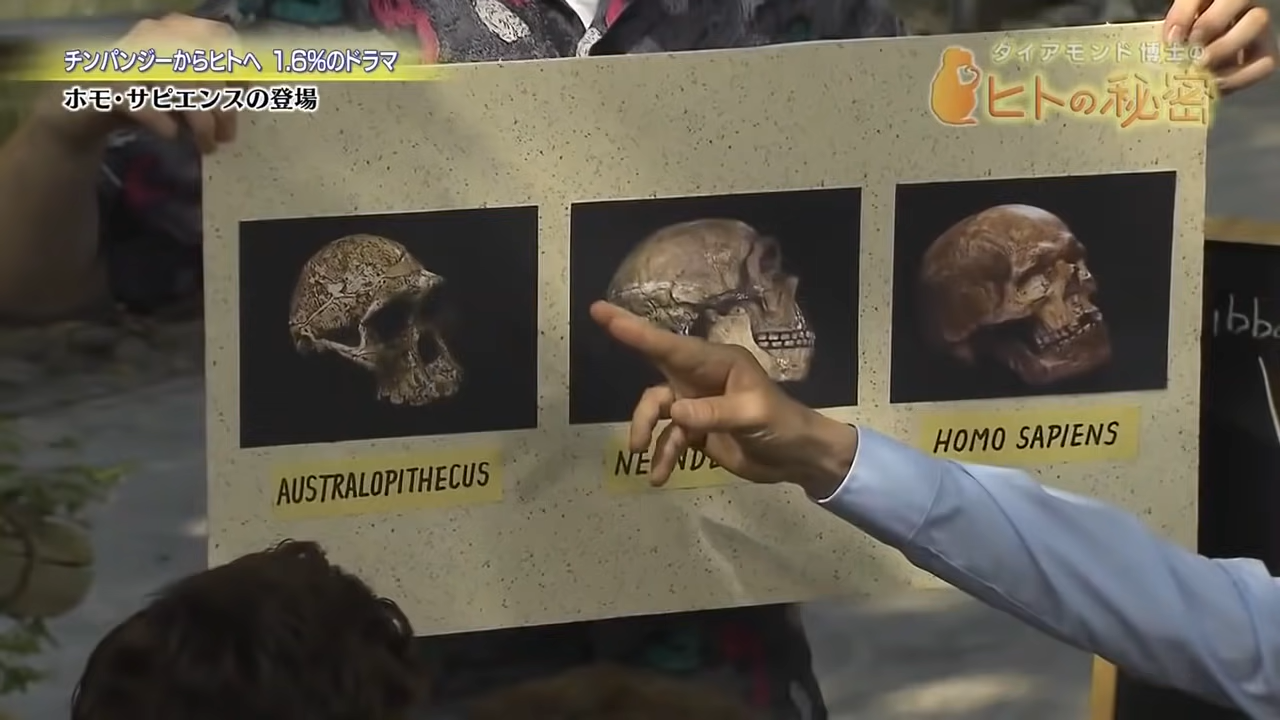 チンパンジーからヒトへ 1.6%のドラマ
ホモ・サピエンスの登場
ダイアモンド博士の
ヒトの秘密
HOMO SAPIENS
AUSTRALOPITHECUS